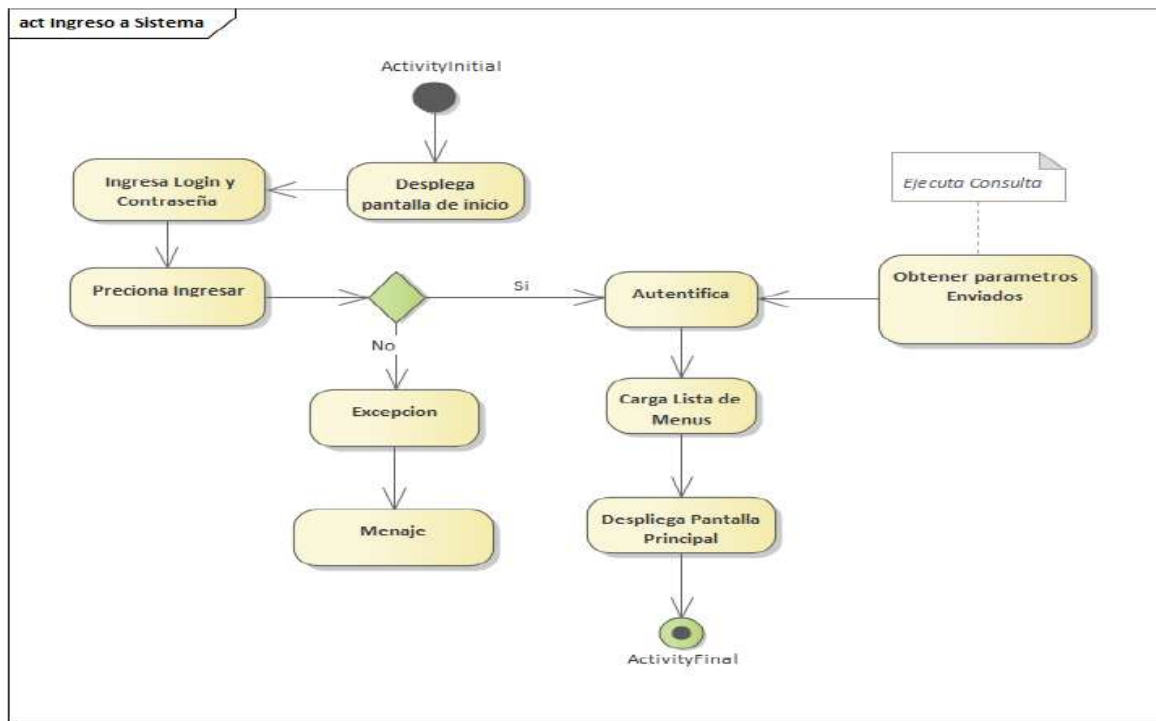 act Ingreso a Sistema
ActivityInitial
Desplega
pantalla de inicio
Ingresa Login y
Contraseña
Ejecuta Consulta
Preciona Ingresar
Si
Autentifica
Obtener parametros
Enviados
No
Excepcion
Carga Lista de
Menus
Menaje
Despliega Pantalla
Principal
ActivityFinal